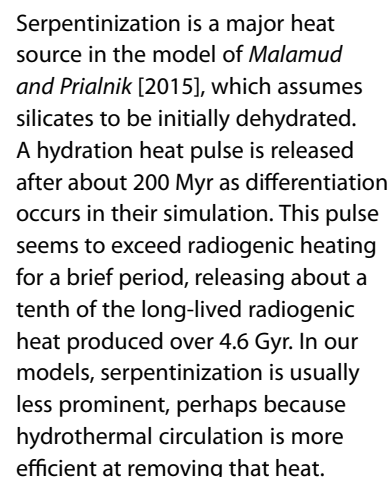 Serpentinization is a major heat
source in the model of Malamud
and Prialnik [2015], which assumes
silicates to be initially dehydrated.
A hydration heat pulse is released
after about 200 Myr as differentiation
occurs in their simulation. This pulse
seems to exceed radiogenic heating
for a brief period, releasing about a
tenth of the long-lived radiogenic
heat produced over 4.6 Gyr. In our
models, serpentinization is usually
less prominent, perhaps because
hydrothermal circulation is more
efficient at removing that heat.